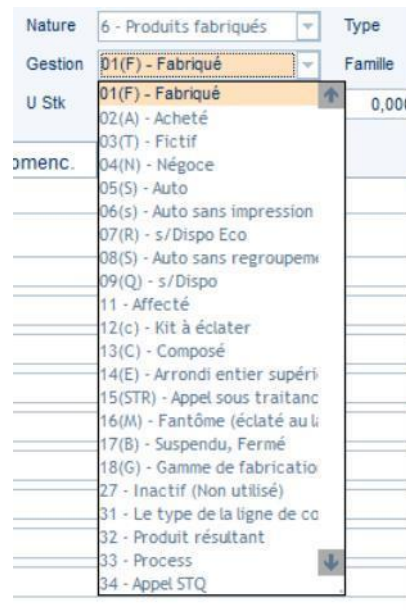 Nature 6 - Produits fabriqués Type
Gestion 01(F) - Fabriqué Famille
U Stk 0,00
omenc.
01(F) - Fabriqué
02(A) - Acheté
03(T) - Fictif
04(N) - Négoce
05(S) - Auto
06(s) - Auto sans impression
07(R) - s/Dispo Eco
08(S) - Auto sans regroupem
09(Q) - s/Dispo
11 - Affecté
12(c) - Kit à éclater
13(C) - Composé
14(E) - Arrondi entier supéri
15(STR) - Appel sous traitanc
16(M) - Fantôme (éclaté au la
17(B) - Suspendu, Fermé
18(G) - Gamme de fabricatio
27 - Inactif (Non utilisé)
31 - Le type de la ligne de co
32 - Produit résultant
33 - Process
34 - Appel STQ